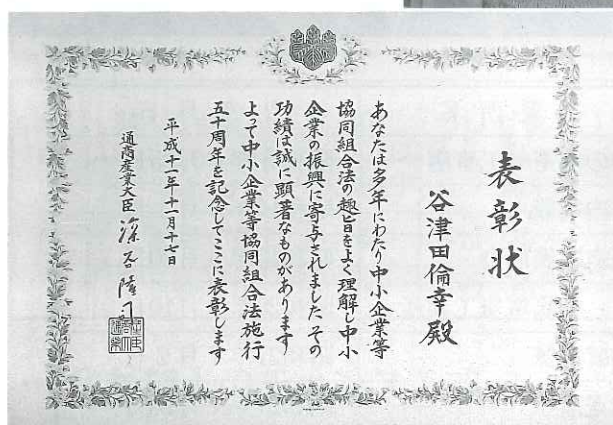 表彰状
谷津田倫幸殿
あなたは多年にわたり中小企業等
協同組合法の趣旨をよく理解し中小
企業の振興に寄与されました その
功績は誠に顕著なものがあります
よって中小企業等協同組合法施行
五十周年を記念してここに表彰します
平成十一年十一月十七日
通商産業大臣 深谷隆司